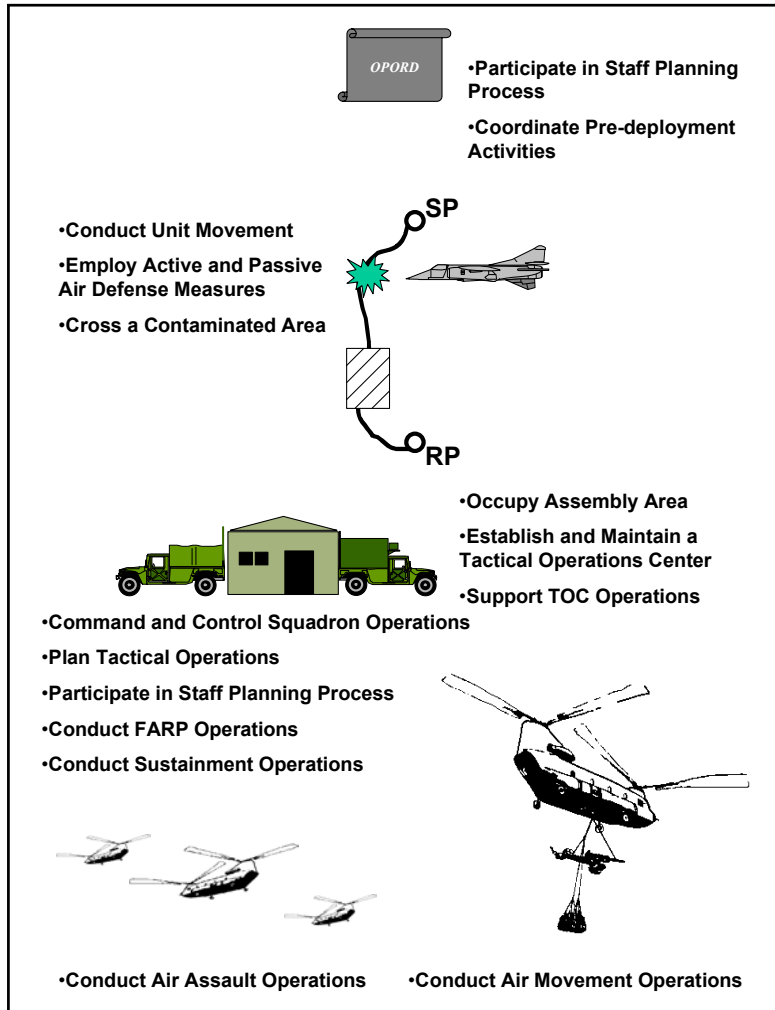 OPORD
•Participate in Staff Planning
Process
•Coordinate Pre-deployment
Activities
SP
•Conduct Unit Movement
•Employ Active and Passive
Air Defense Measures
•Cross a Contaminated Area
RP
•Occupy Assembly Area
•Establish and Maintain a
Tactical Operations Center
•Support TOC Operations
•Command and Control Squadron Operations
•Plan Tactical Operations
•Participate in Staff Planning Process
•Conduct FARP Operations
•Conduct Sustainment Operations
•Conduct Air Assault Operations
•Conduct Air Movement Operations